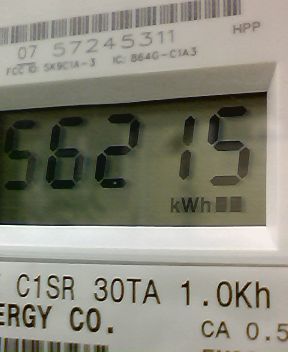 HPP
07 57245311
FCC ID: SK9C1A-3 IC: 864G-C1A3
56215
kWh
C1SR 30TA 1.0Kh
ERGY CO.
CA 0.5